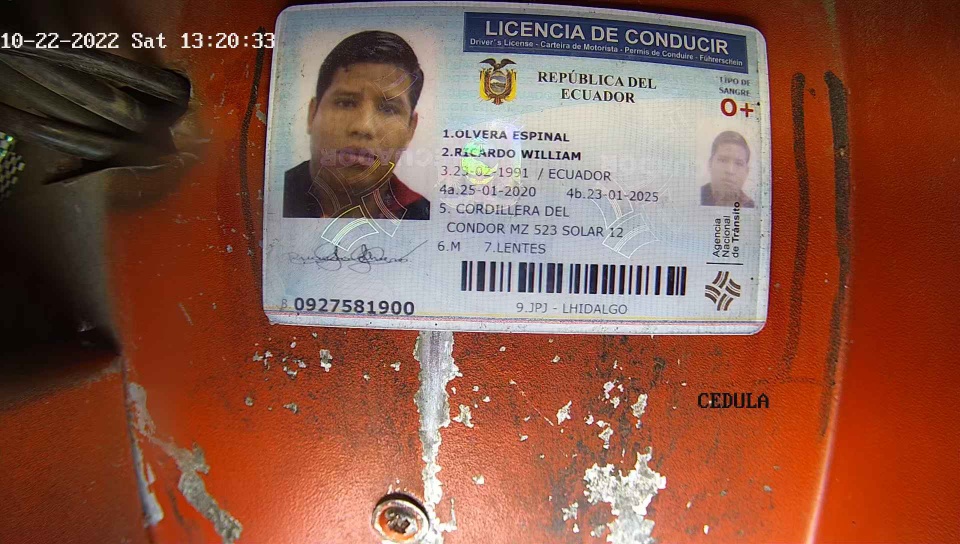 10-22-2022 Sat 13:20:33
LICENCIA DE CONDUCIR
Driver's License - Carteira de Motorista - Permis de Conduire - Führerschein
REPÚBLICA DEL
ECUADOR
TIPO DE
SANGRE
O+
1.OLVERA ESPINAL
2.RICARDO WILLIAM
-1991 / ECUADOR
4a.25-01-2020 4b.23-01-2025
5. CORDILLERA DEL
CONDOR MZ 523 SOLAR 12
6.M 7.LENTES
Agencia
Nacional
de Tránsito
8. 0927581900
9.JPJ - LHIDALGO
CEDULA